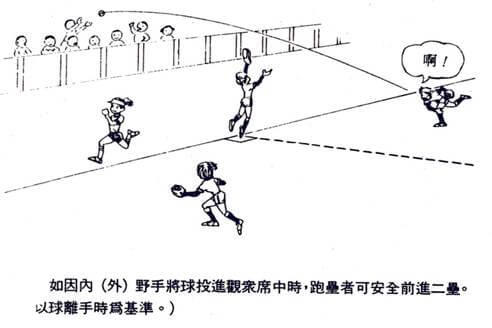 啊！
如因內（外）野手將球投進觀衆席中時，跑壘者可安全前進二壘。
以球離手時爲基準。）